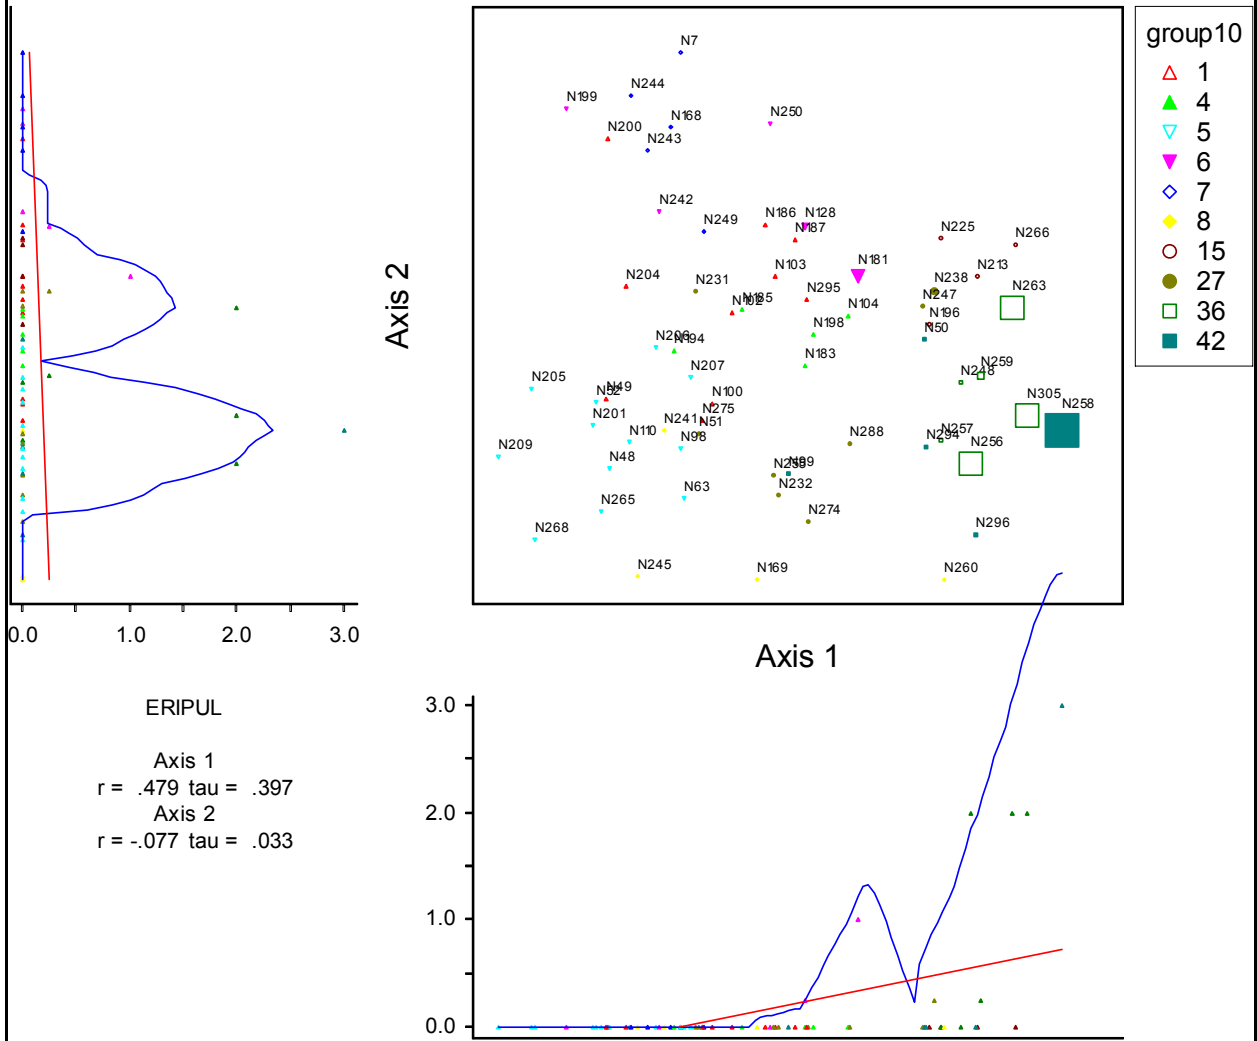 group10
1
4
5
6
7
8
15
27
36
42
Axis 2
N7
N244
N199
N250
N168
N200
N243
N242
N249
N186
N128
N187
N225
N266
N181
N213
N103
N204
N231
N238
N263
N295
N247
N185
N102
N104
N196
N198
N50
N206
N194
N183
N207
N259
N248
N205
N52
N49
N100
N305
N258
N275
N201
N241
N51
N257
N110
N98
N288
N294
N209
N256
N48
N99
N232
N63
N265
N274
N268
N296
N245
N169
N260
0.0
1.0
2.0
3.0
Axis 1
ERIPUL
Axis 1
r = .479 tau = .397
Axis 2
r = -.077 tau = .033
3.0
2.0
1.0
0.0